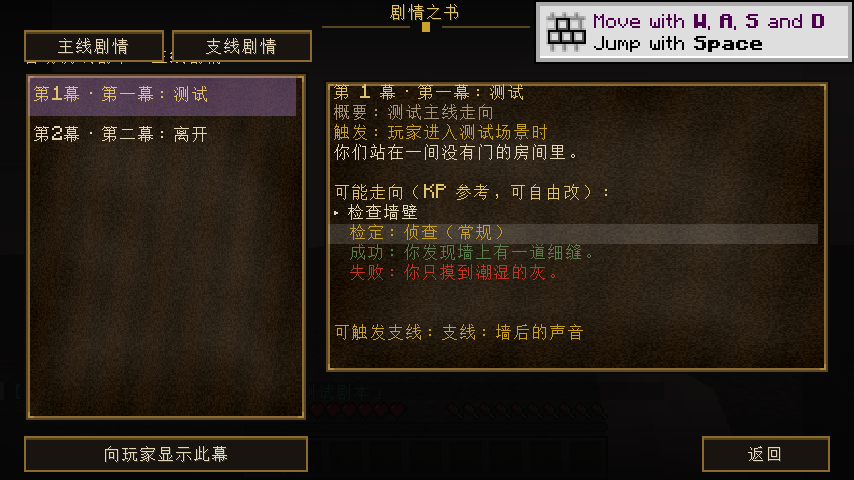 剧情之书
Move with W, A, S and D
Jump with Space
主线剧情
支线剧情
第1幕 · 第一幕：测试
第2幕 · 第二幕：离开
第 1 幕 · 第一幕：测试
概要：测试主线走向
触发：玩家进入测试场景时
你们站在一间没有门的房间里。
可能走向（KP 参考，可自由改）：
▸ 检查墙壁
检定：侦查（常规）
成功：你发现墙上有一道细缝。
失败：你只摸到潮湿的灰。
可触发支线：支线：墙后的声音
向玩家显示此幕
返回